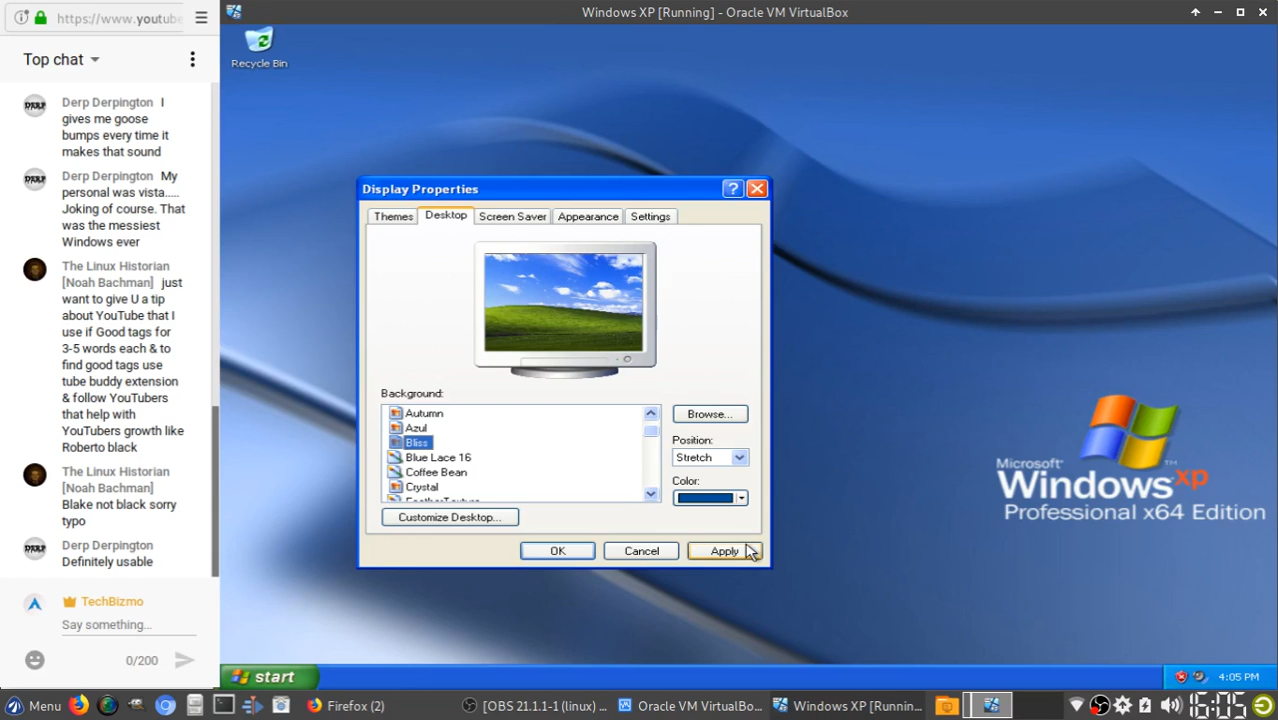 https://www.youtube
Top chat
Derp Derpington I
gives me goose
bumps every time it
makes that sound
Derp Derpington My
personal was vista.....
Joking of course. That
was the messiest
Windows ever
The Linux Historian
[Noah Bachman] just
want to give U a tip
about YouTube that I
use if Good tags for
3-5 words each & to
find good tags use
tube buddy extension
& follow YouTubers
that help with
YouTubers growth like
Roberto black
The Linux Historian
[Noah Bachman]
Blake not black sorry
typo
Derp Derpington
Definitely usable
TechBizmo
Say something...
0/200
Windows XP [Running] - Oracle VM VirtualBox
Recycle Bin
Display Properties
Themes
Desktop
Screen Saver
Appearance
Settings
Background:
Autumn
Azul
Bliss
Blue Lace 16
Coffee Bean
Crystal
FeatherTexture
Browse...
Position:
Stretch
Color:
Customize Desktop...
OK
Cancel
Apply
Microsoft
Windows xp
Professional x64 Edition
start
4:05 PM
Menu
Firefox (2)
[OBS 21.1.1-1 (linux) ...
Oracle VM VirtualBo...
Windows XP [Runnin...
16:05